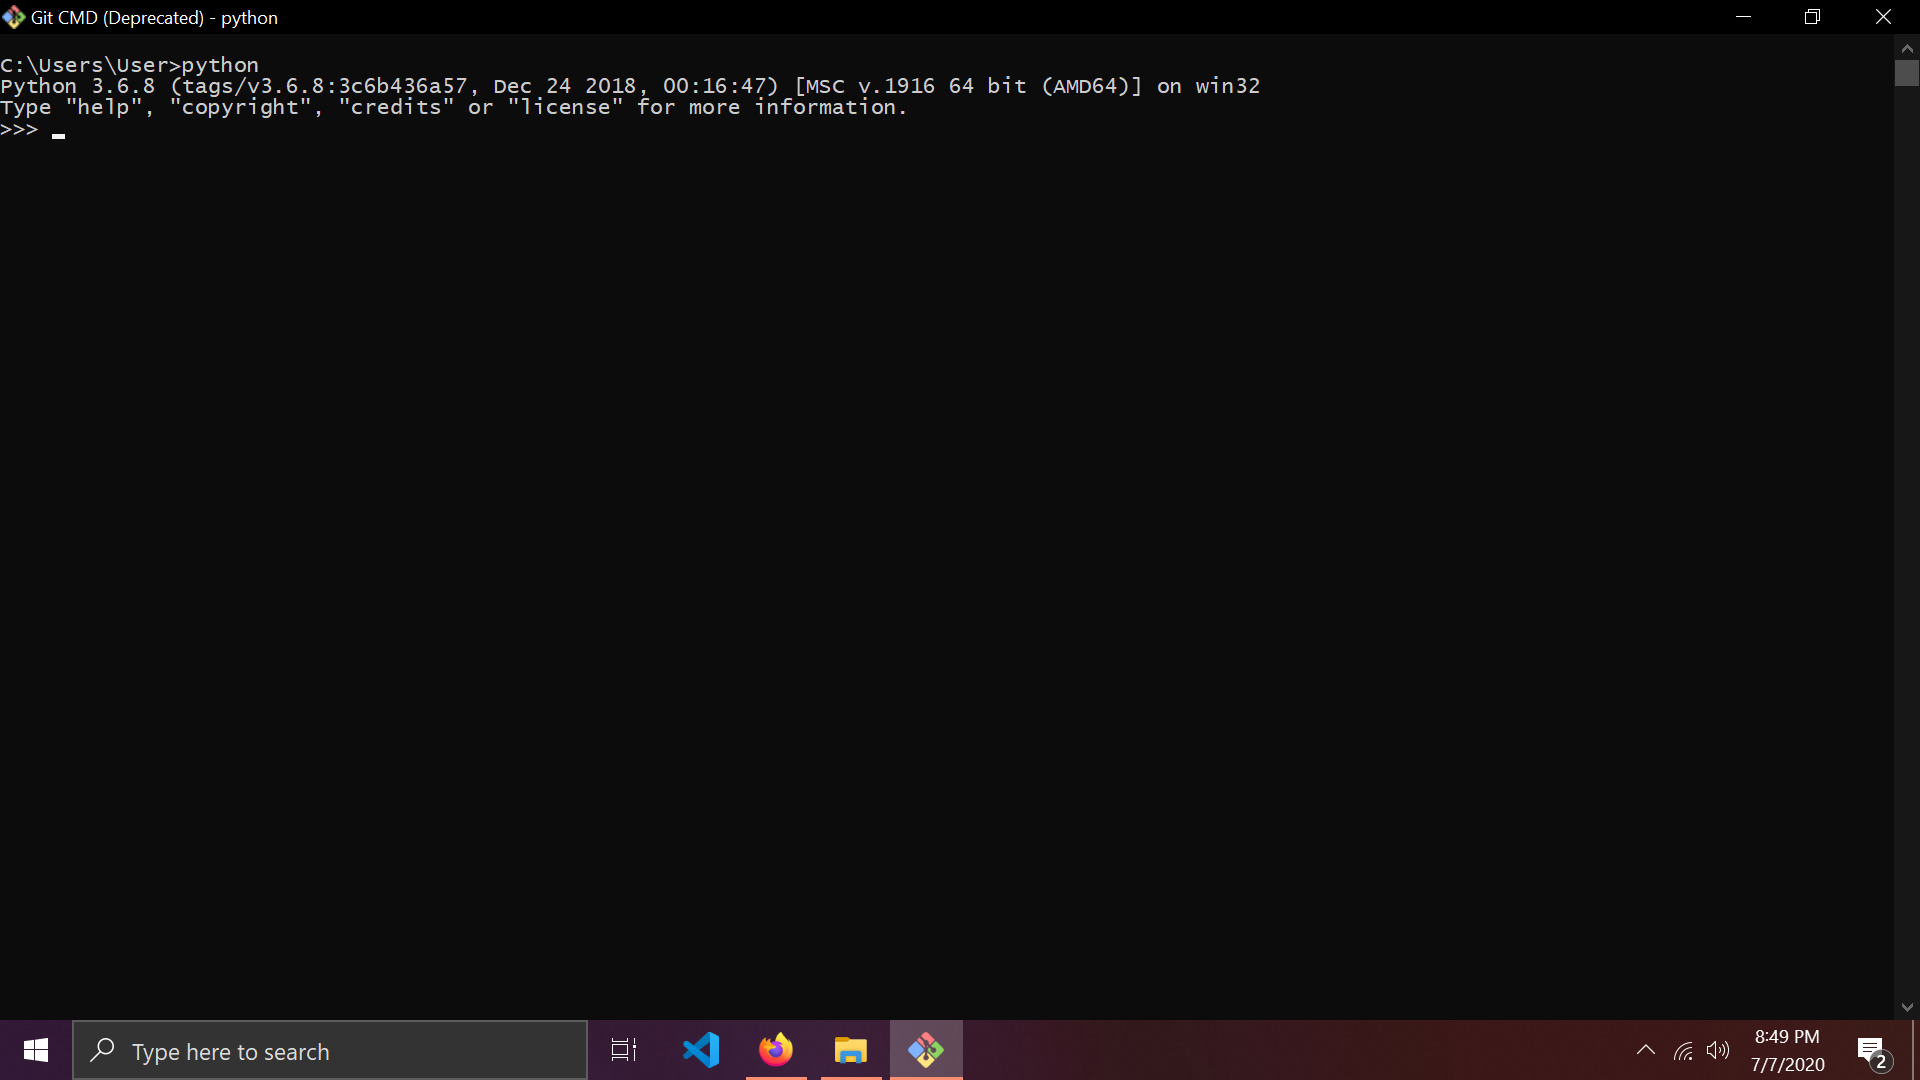 Git CMD (Deprecated) - python
C:\Users\User>python
Python 3.6.8 (tags/v3.6.8:3c6b436a57, Dec 24 2018, 00:16:47) [MSC v.1916 64 bit (AMD64)] on win32
Type "help", "copyright", "credits" or "license" for more information.
>>> _
Type here to search
8:49 PM
7/7/2020
2